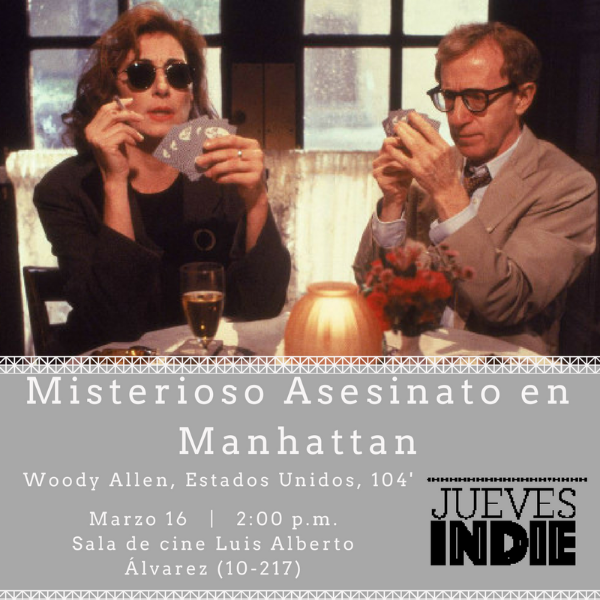 Misterioso Asesinato en
Manhattan
Woody Allen, Estados Unidos, 104'
Marzo 16 | 2:00 p.m.
Sala de cine Luis Alberto
Álvarez (10-217)
JUEVES
INDIE